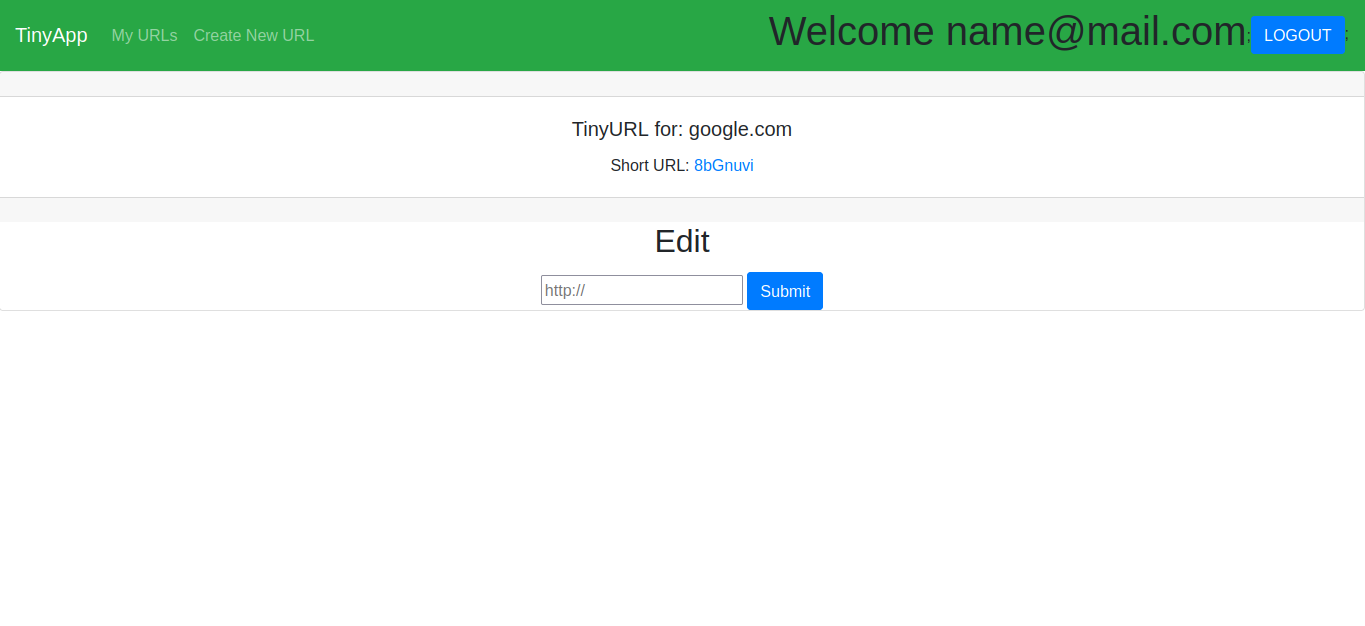 TinyApp My URLs Create New URL Welcome name@mail.com; LOGOUT ;
TinyURL for: google.com
Short URL: 8bGnuvi
Edit
http:// Submit